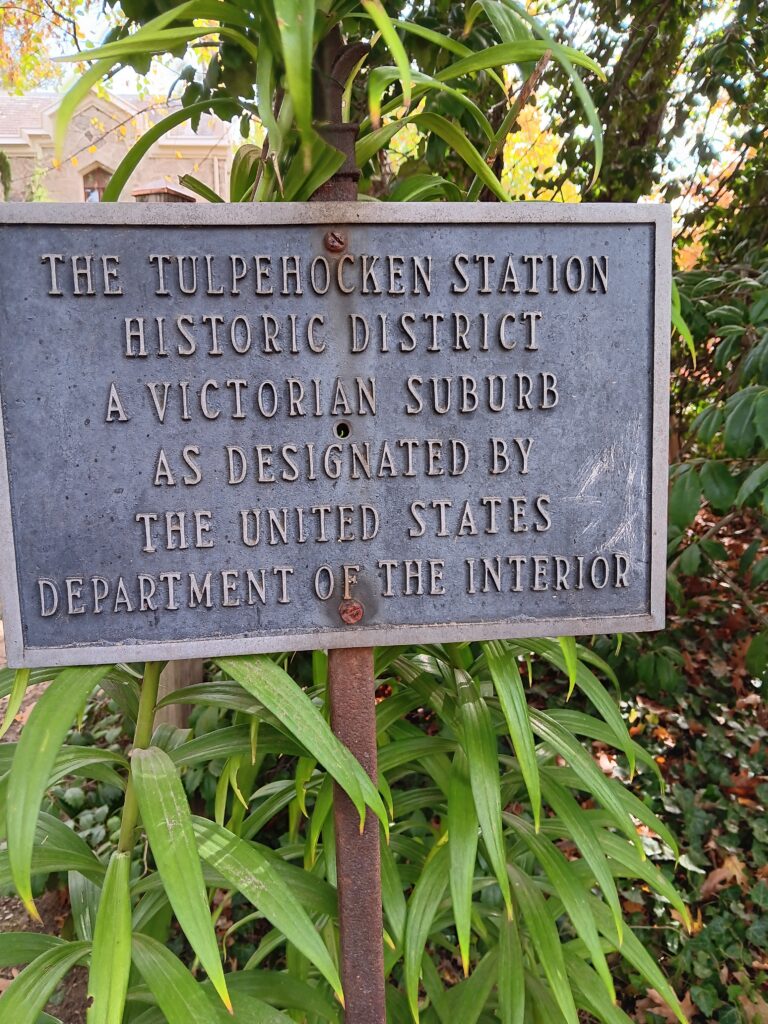 THE TULPEHOCKEN STATION
HISTORIC DISTRICT
A VICTORIAN SUBURB
AS DESIGNATED BY
THE UNITED STATES
DEPARTMENT OF THE INTERIOR